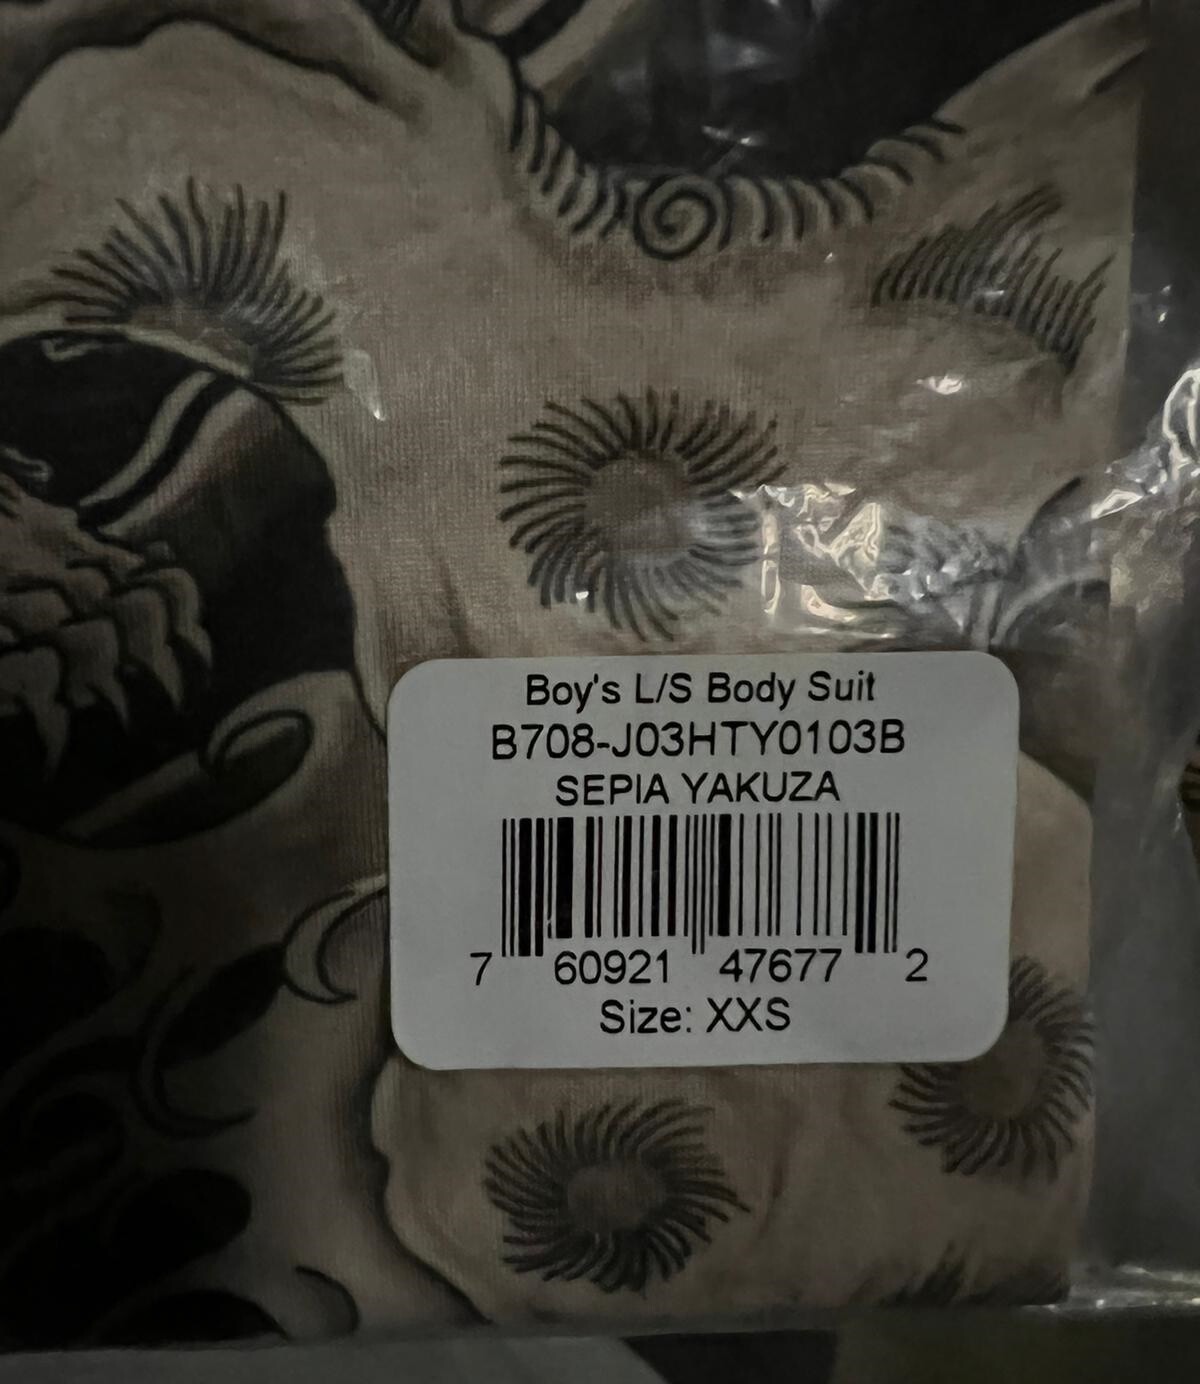 Boy's L/S Body Suit
B708-J03HTY0103B
SEPIA YAKUZA
7 60921 47677 2
Size: XXS